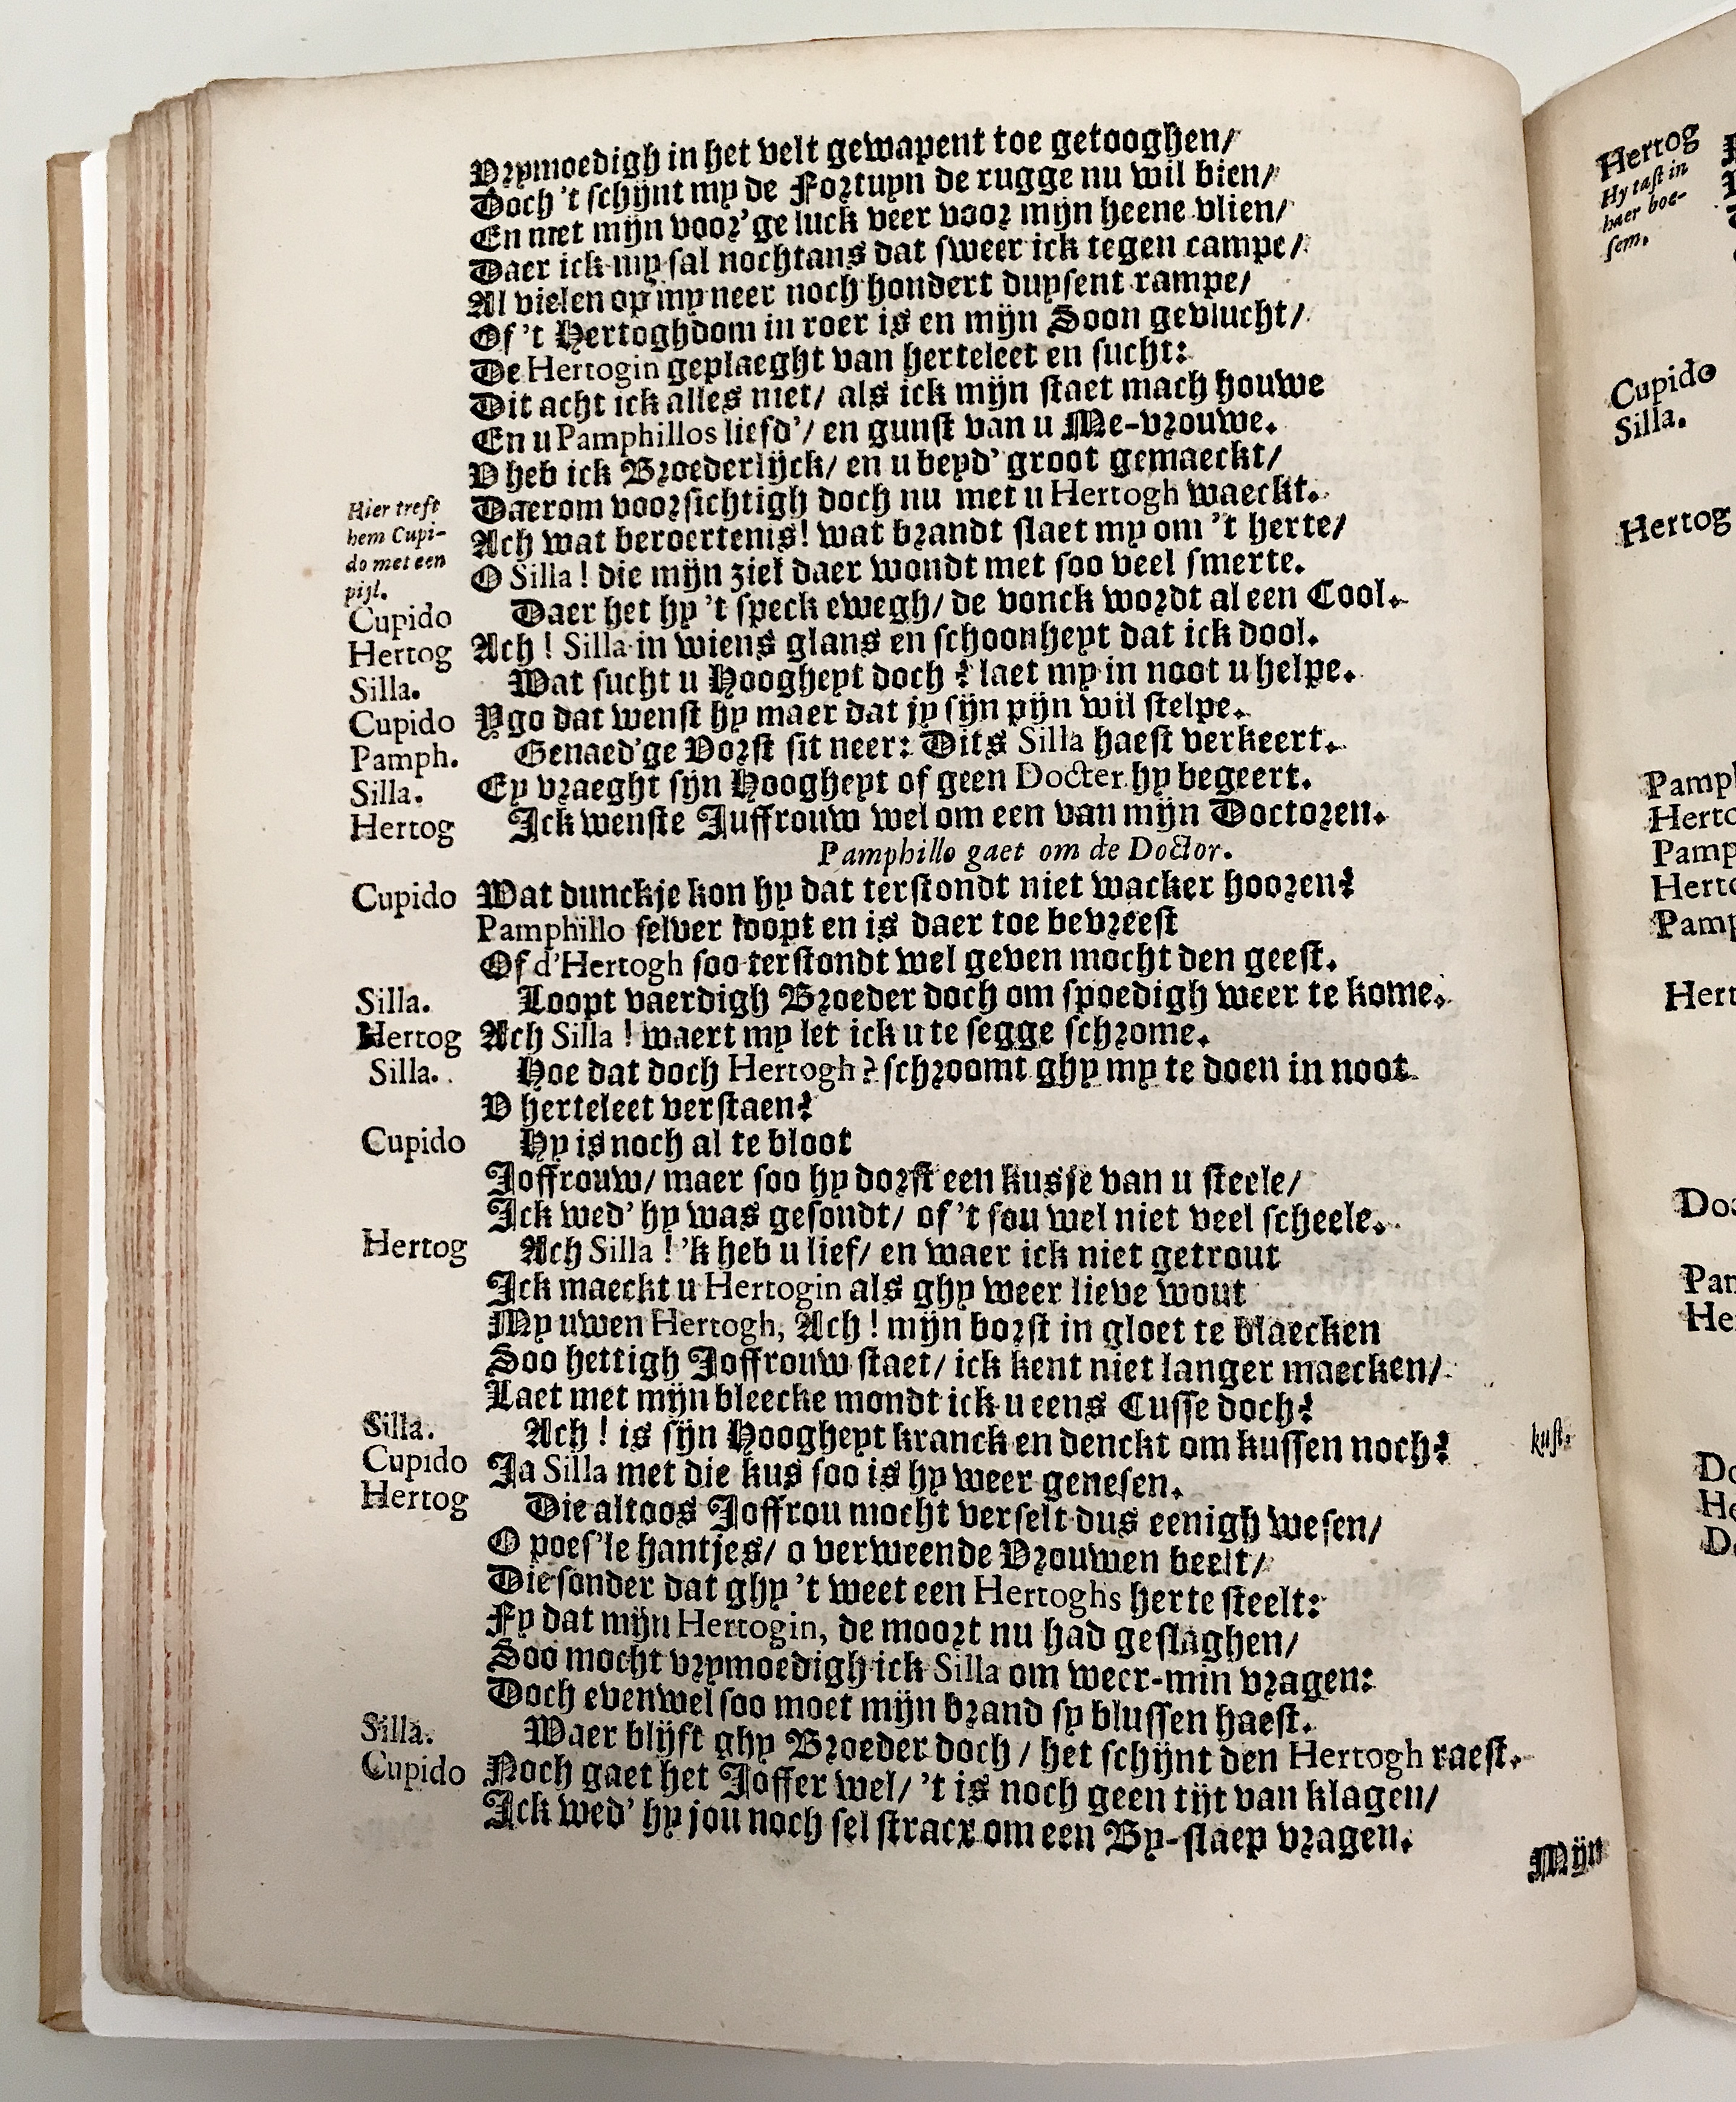 Vrymoedigh in het velt gewapent toe getooghen/
Doch 't schijnt my de Fortuyn de rugge nu wil bien/
En met mijn voor'ge luck veer voor mijn heene vlien/
Daer ick my sal nochtans dat sweer ick tegen campe/
Al vielen op my neer noch hondert duysent rampe/
Of 't Hertoghdom in roer is en mijn Soon gevlucht/
De Hertogin geplaeght van herteleet en sucht:
Dit acht ick alles niet/ als ick mijn staet mach houwe
En u Pamphillos liefd'/ en gunst van u Me-vrouwe.
V heb ick Broederlijck/ en u beyd' groot gemaeckt/
Daerom voorsichtigh doch nu met u Hertogh waeckt.
Hier treft hem Cupi-do met een pijl.
Ach wat beroertenis! wat brandt slaet my om 't herte/
O Silla! die mijn ziel daer wondt met soo veel smerte.
Cupido Daer het hy 't speck ewegh/ de vonck wordt al een Cool.
Hertog Ach! Silla in wiens glans en schoonheyt dat ick dool.
Silla. Wat sucht u Hoogheyt doch? laet my in noot u helpe.
Cupido Ygo dat wenst hy maer dat jy sijn pijn wil stelpe.
Pamph. Genaed'ge Vorst sit neer: Dits Silla haest verkeert.
Silla. Ey vraeght sijn Hoogheyt of geen Docter hy begeert.
Hertog Ick wenste Juffrouw wel om een van mijn Doctoren.
Pamphillo gaet om de Doctor.
Cupido Wat dunckje kon hy dat terstondt niet wacker hooren?
Pamphillo selver loopt en is daer toe bevreest
Of d'Hertogh soo terstondt wel geven mocht den geest.
Silla. Loopt vaerdigh Broeder doch om spoedigh weer te kome.
Hertog Ach Silla! waert my let ick u te segge schrome.
Silla. Hoe dat doch Hertogh? schroomt ghy my te doen in noot
V herteleet verstaen?
Cupido Hy is noch al te bloot
Joffrouw/ maer soo hy dorst een kusje van u steele/
Ick wed' hy was gesondt/ of 't sou wel niet veel scheele.
Hertog Ach Silla! 'k heb u lief/ en waer ick niet getrout
Ick maeckt u Hertogin als ghy weer lieve wout
My uwen Hertogh, Ach! mijn borst in gloet te blaecken
Soo hettigh Joffrouw staet/ ick kent niet langer maecken/
Laet met mijn bleecke mondt ick u eens Cusse doch?
Silla. Ach! is sijn Hoogheyt kranck en denckt om kussen noch?
kust.
Cupido Ja Silla met die kus soo is hy weer genesen.
Hertog Die altoos Joffrou mocht verselt dus eenigh wesen/
O poes'le hantjes/ o verweende Vrouwen beelt/
Die sonder dat ghy 't weet een Hertoghs herte steelt:
Fy dat mijn Hertogin, de moort nu had geslaghen/
Soo mocht vrymoedigh ick Silla om weer-min vragen:
Doch evenwel soo moet mijn brand sy blussen haest.
Silla. Waer blijft ghy Broeder doch/ het schijnt den Hertogh raest.
Cupido Noch gaet het Joffer wel/ 't is noch geen tijt van klagen/
Ick wed' hy jou noch sel stracx om een By-slaep vragen.
Mijn
Hertog
Hy tast in
haer boe-
sem.
Cupido
Silla.
Hertog